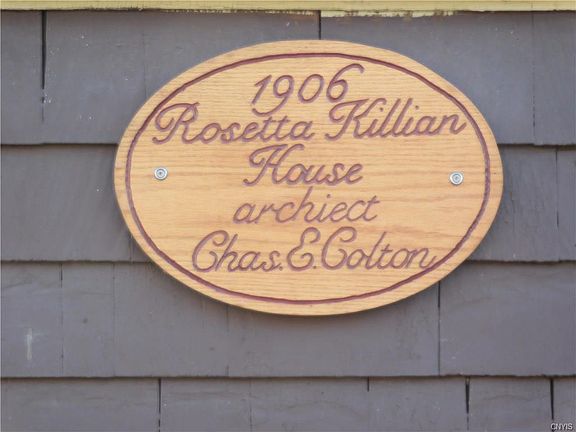 1906
Rosetta Killian
House
archiect
Chas. E. Colton
CNYIS